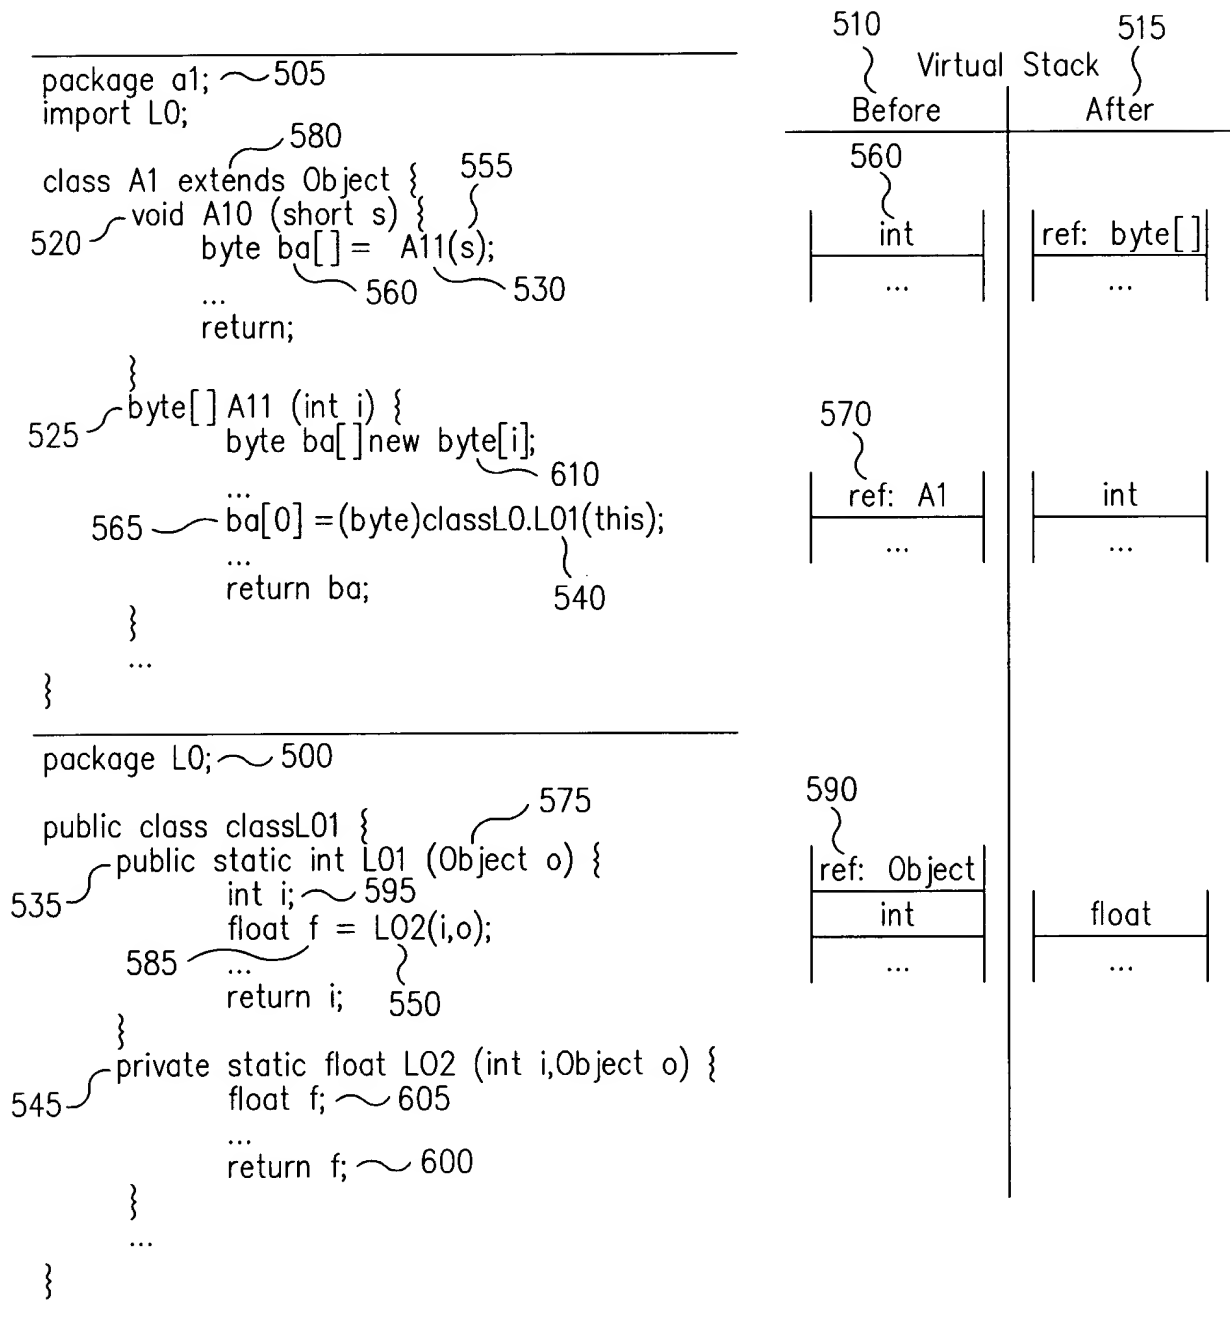 510 515
Virtual Stack
Before After
package a1; 505
import L0;
580
class A1 extends Object { 555
520 void A10 (short s) {
byte ba[] = A11(s);
560 530
...
return;
}
560
int ref: byte[]
... ...
525 byte[] A11 (int i) {
byte ba[]new byte[i];
610
...
565 ba[0] =(byte)classL0.L01(this);
...
540
return ba;
}
...
}
570
ref: A1 int
... ...
package L0; 500
575
public class classL01 {
535 public static int L01 (Object o) {
int i; 595
float f = L02(i,o);
585 550
...
return i;
}
545 private static float L02 (int i,Object o) {
float f; 605
...
return f; 600
}
...
}
590
ref: Object
int float
... ...